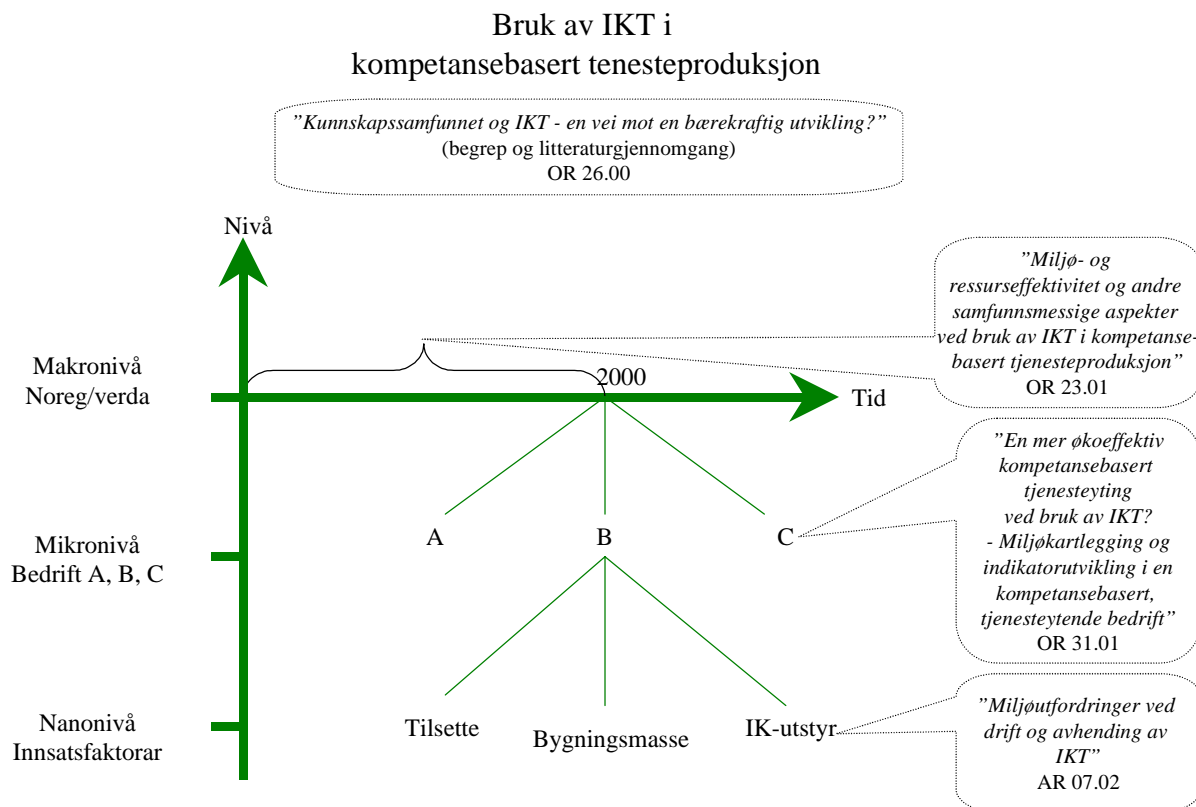 Bruk av IKT i
kompetansebasert tenesteproduksjon
”Kunnskapssamfunnet og IKT - en vei mot en bærekraftig utvikling?”
(begrep og litteraturgjennomgang)
OR 26.00
Nivå
”Miljø- og
ressurseffektivitet og andre
samfunnsmessige aspekter
ved bruk av IKT i kompetanse-
basert tjenesteproduksjon”
OR 23.01
Makronivå
Noreg/verda
2000
Tid
”En mer økoeffektiv
kompetansebasert
tjenesteyting
ved bruk av IKT?
- Miljøkartlegging og
indikatorutvikling i en
kompetansebasert,
tjenesteytende bedrift”
OR 31.01
Mikronivå
Bedrift A, B, C
A
B
C
Nanonivå
Innsatsfaktorar
Tilsette
Bygningsmasse
IK-utstyr
”Miljøutfordringer ved
drift og avhending av
IKT”
AR 07.02